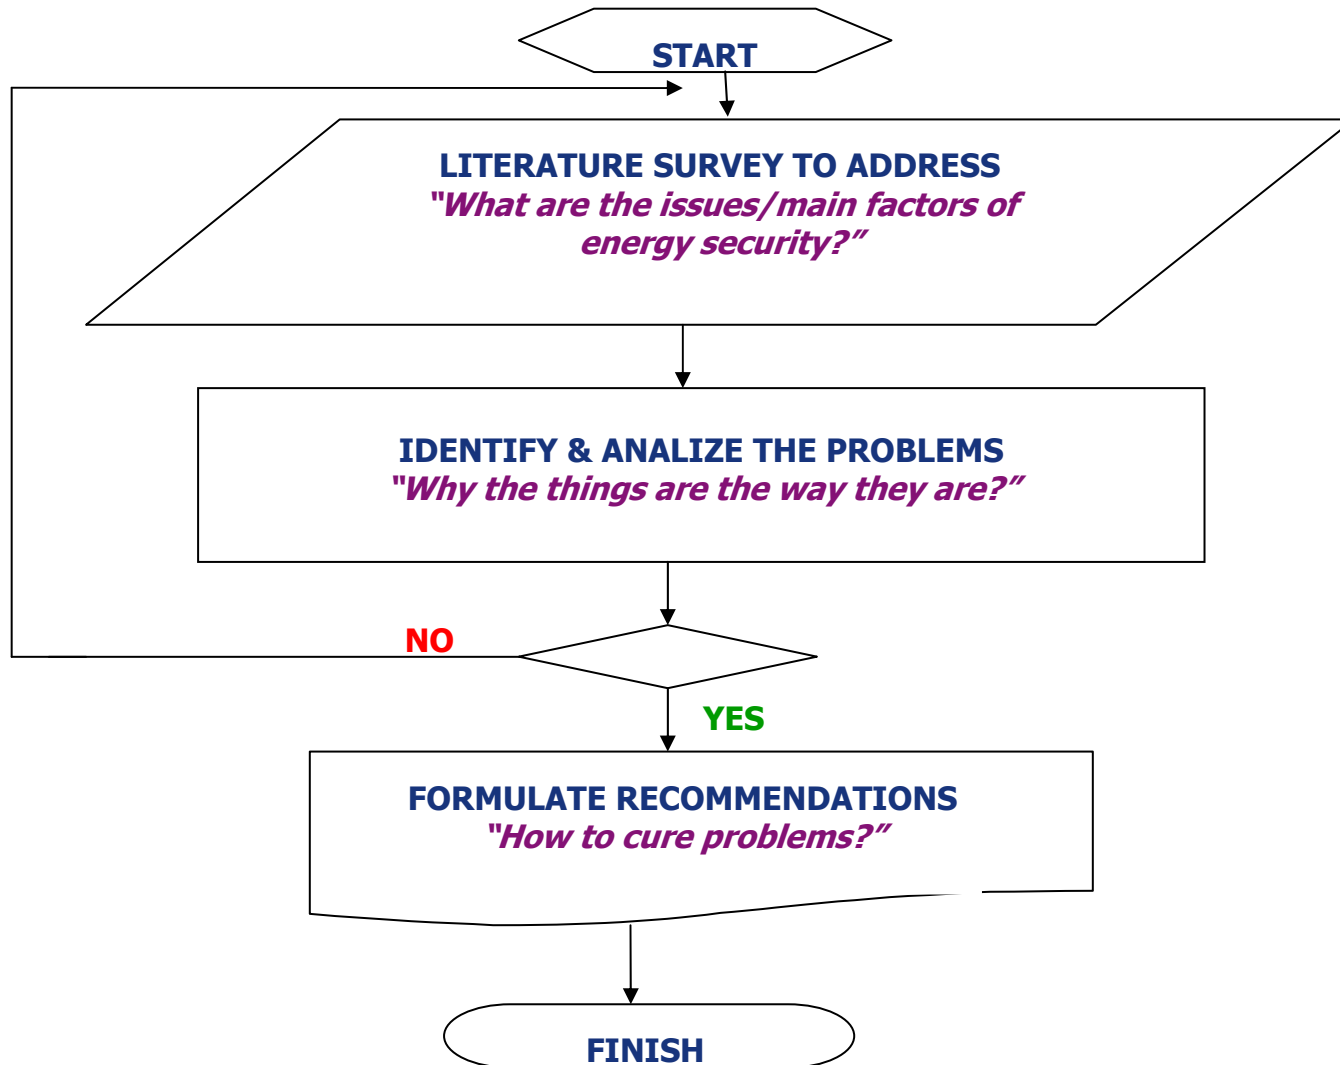 START
LITERATURE SURVEY TO ADDRESS
“What are the issues/main factors of
energy security?”
IDENTIFY & ANALIZE THE PROBLEMS
“Why the things are the way they are?”
NO
YES
FORMULATE RECOMMENDATIONS
“How to cure problems?”
FINISH